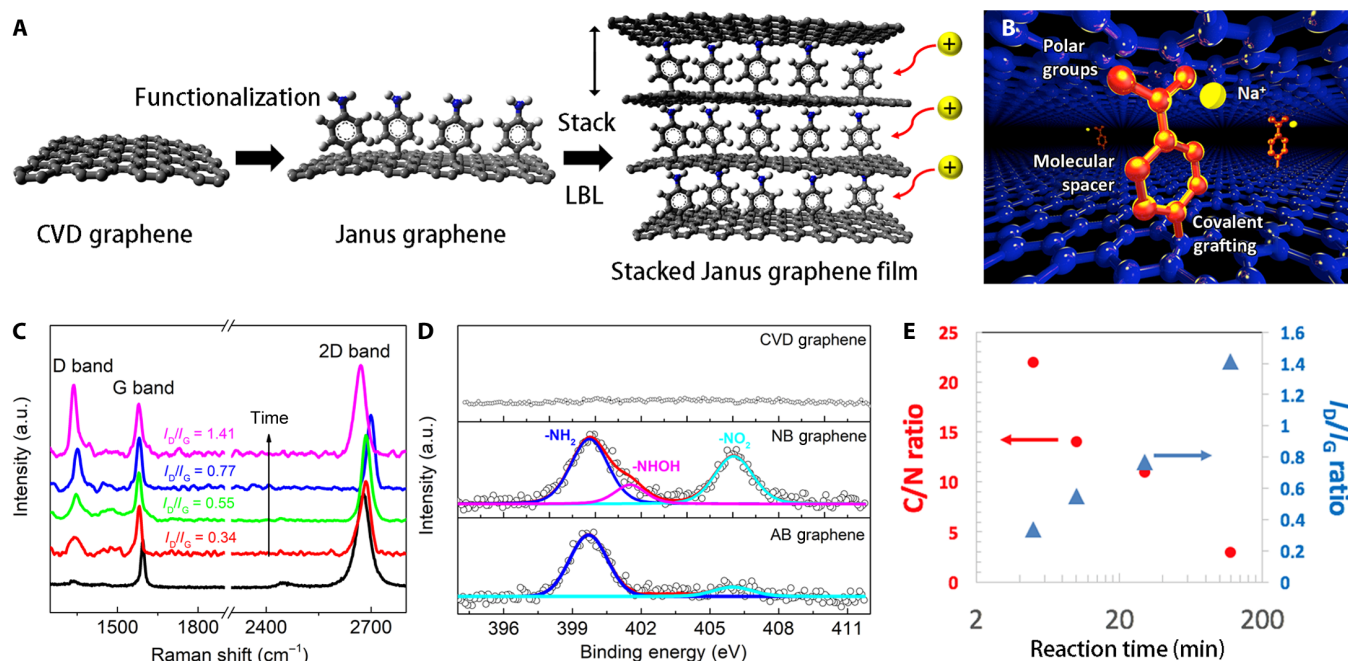 A
Functionalization
Stack
LBL
CVD graphene
Janus graphene
Stacked Janus graphene film
+
+
+
B
Polar
groups
Na⁺
Molecular
spacer
Covalent
grafting
C
D band
G band
2D band
Time
I_D/I_G = 1.41
I_D/I_G = 0.77
I_D/I_G = 0.55
I_D/I_G = 0.34
Intensity (a.u.)
1500 1800 2400 2700
Raman shift (cm⁻¹)
D
CVD graphene
NB graphene
-NH₂
-NHOH
-NO₂
AB graphene
Intensity (a.u.)
396 399 402 405 408 411
Binding energy (eV)
E
25
20
15
10
5
0
C/N ratio
1.6
1.4
1.2
1
0.8
0.6
0.4
0.2
0
I_D/I_G ratio
2 20 200
Reaction time (min)